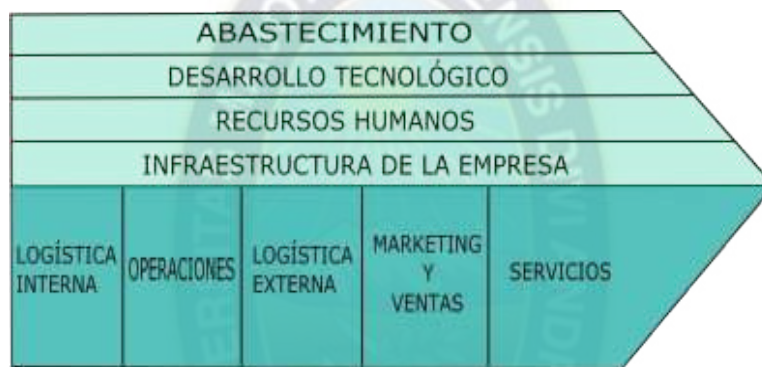 ABASTECIMIENTO
DESARROLLO TECNOLÓGICO
RECURSOS HUMANOS
INFRAESTRUCTURA DE LA EMPRESA
LOGÍSTICA
INTERNA
OPERACIONES
LOGÍSTICA
EXTERNA
MARKETING
Y
VENTAS
SERVICIOS